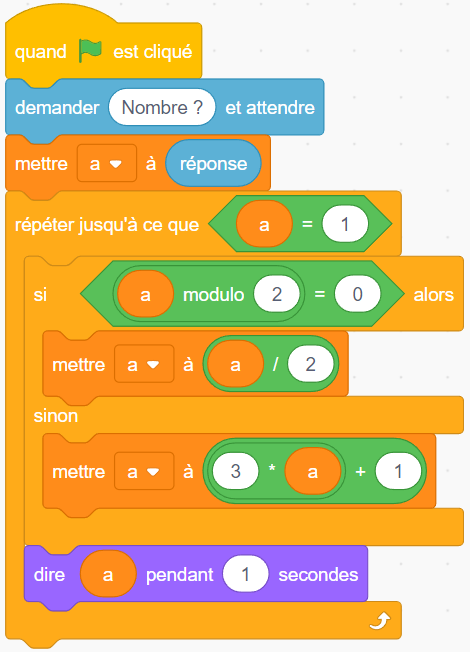 quand est cliqué
demander Nombre ? et attendre
mettre a à réponse
répéter jusqu'à ce que a = 1
si a modulo 2 = 0 alors
mettre a à a / 2
sinon
mettre a à 3 * a + 1
dire a pendant 1 secondes